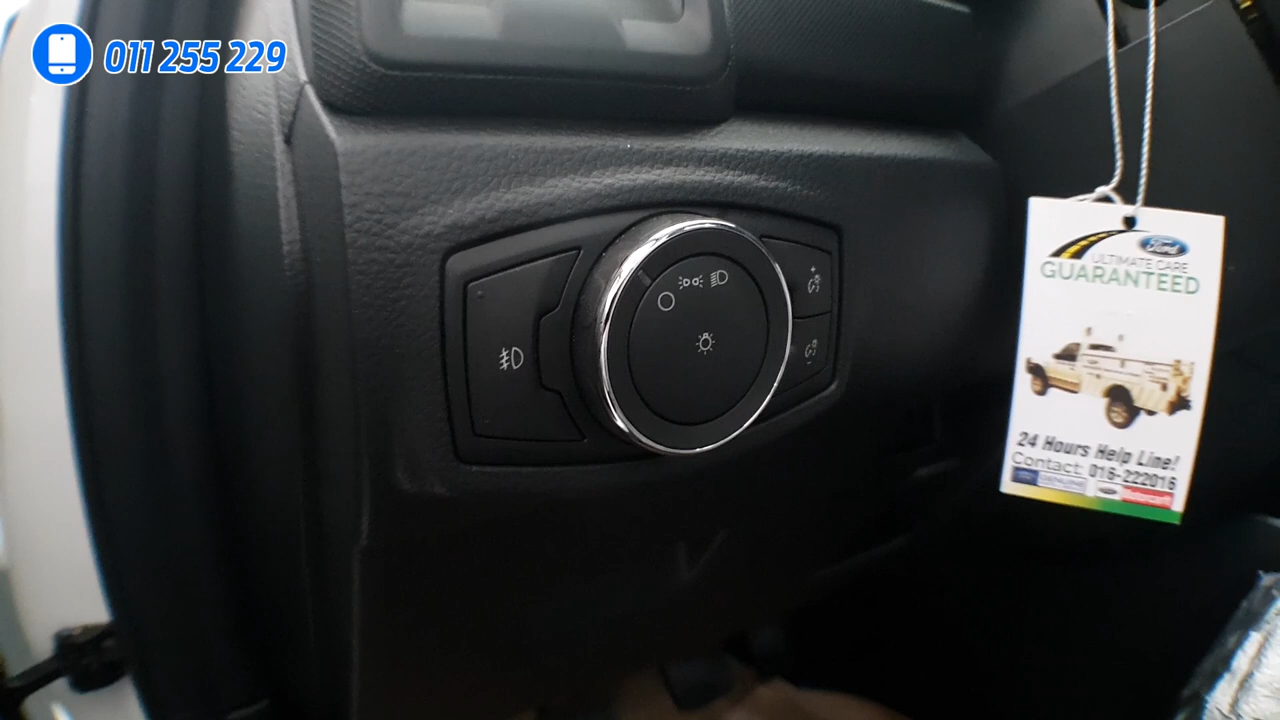 011 255 229
Ford
ULTIMATE CARE
GUARANTEED
24 Hours Help Line!
Contact: 016-222016